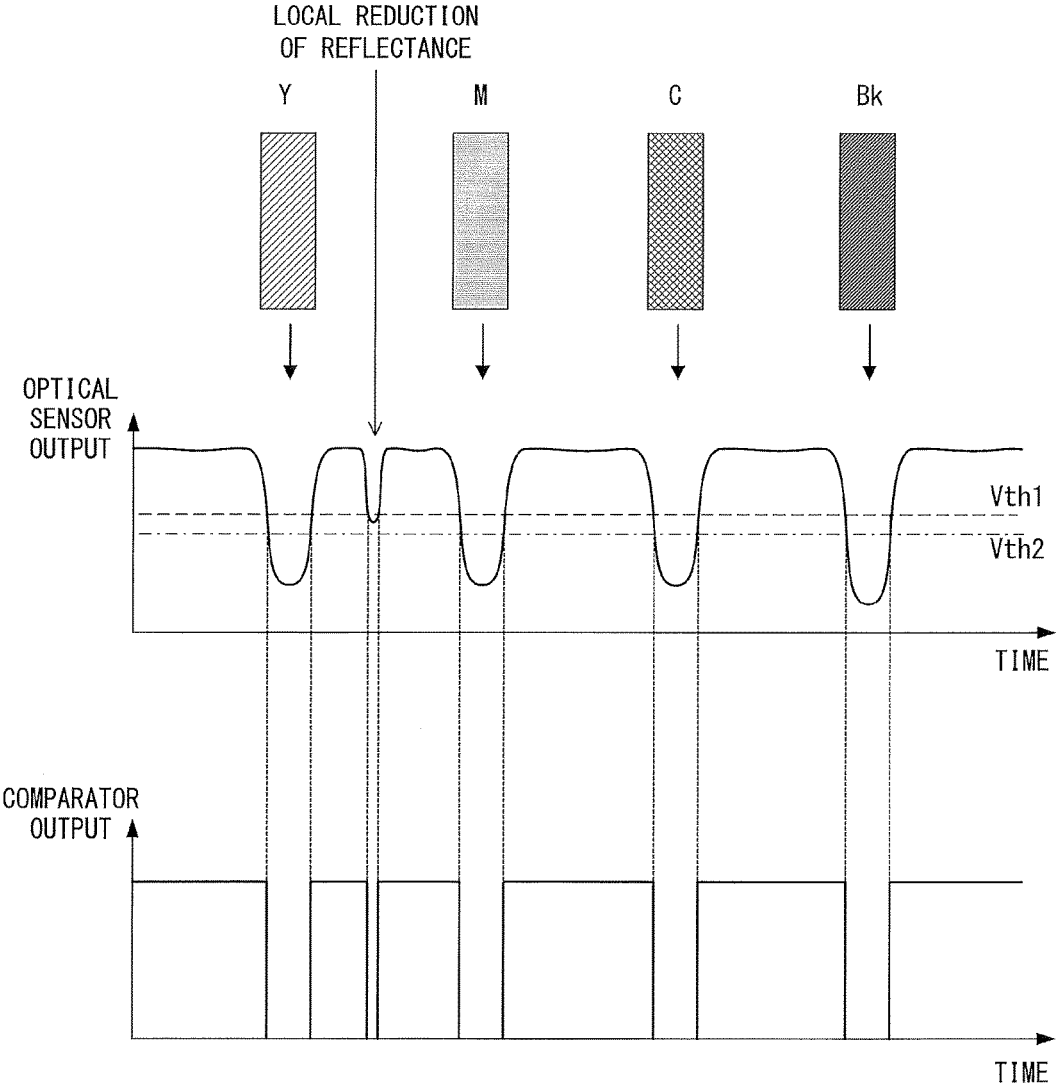 LOCAL REDUCTION
OF REFLECTANCE
Y
M
C
Bk
OPTICAL
SENSOR
OUTPUT
Vth1
Vth2
TIME
COMPARATOR
OUTPUT
TIME